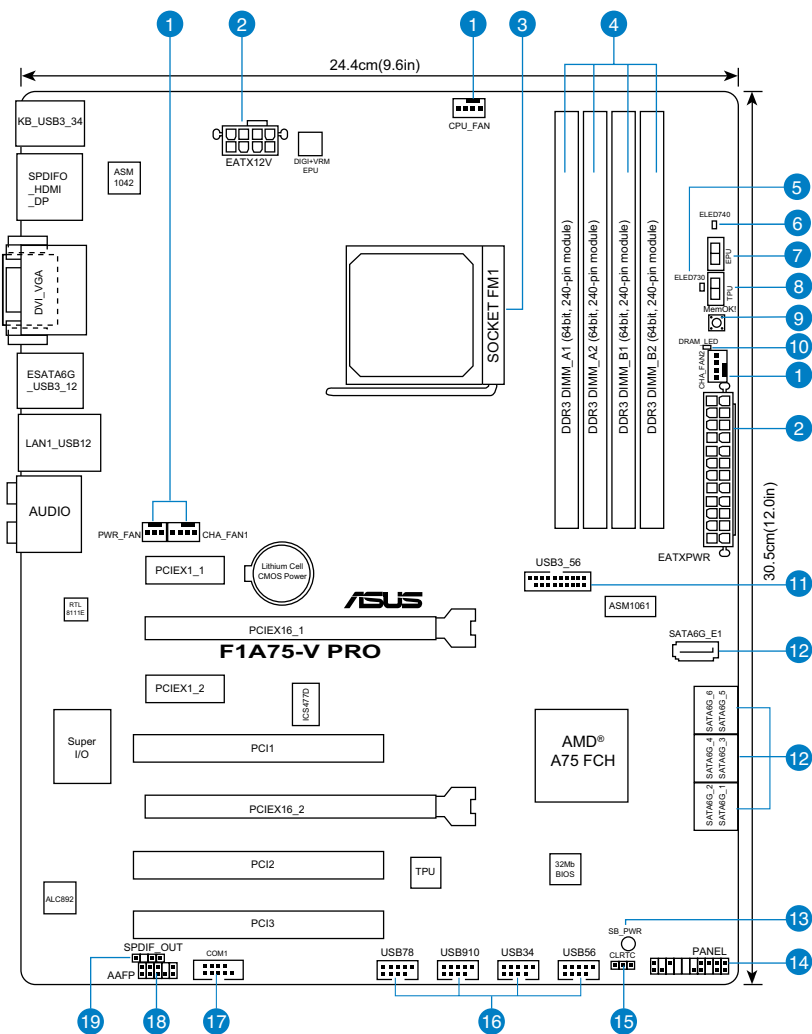 1 2 1 3 4
24.4cm(9.6in)
KB_USB3_34
CPU_FAN
EATX12V
DIGI+VRM
EPU
SPDIFO
_HDMI
_DP
ASM
1042
DVI_VGA
SOCKET FM1
DDR3 DIMM_A1 (64bit, 240-pin module)
DDR3 DIMM_A2 (64bit, 240-pin module)
DDR3 DIMM_B1 (64bit, 240-pin module)
DDR3 DIMM_B2 (64bit, 240-pin module)
5
ELED740
6
EPU
7
ELED730
TPU
8
MemOK!
9
DRAM_LED
10
CHA_FAN2
1
2
EATXPWR
30.5cm(12.0in)
ESATA6G
_USB3_12
LAN1_USB12
AUDIO
1
PWR_FAN
CHA_FAN1
PCIEX1_1
Lithium Cell
CMOS Power
USB3_56
11
RTL
8111E
ASUS
ASM1061
PCIEX16_1
F1A75-V PRO
SATA6G_E1
12
PCIEX1_2
ICS477D
Super
I/O
PCI1
AMD®
A75 FCH
SATA6G_6
SATA6G_5
SATA6G_4
SATA6G_3
SATA6G_2
SATA6G_1
12
PCIEX16_2
PCI2
TPU
32Mb
BIOS
ALC892
PCI3
13
SB_PWR
SPDIF_OUT
AAFP
COM1
USB78
USB910
USB34
USB56
CLRTC
PANEL
14
19 18 17 16 15